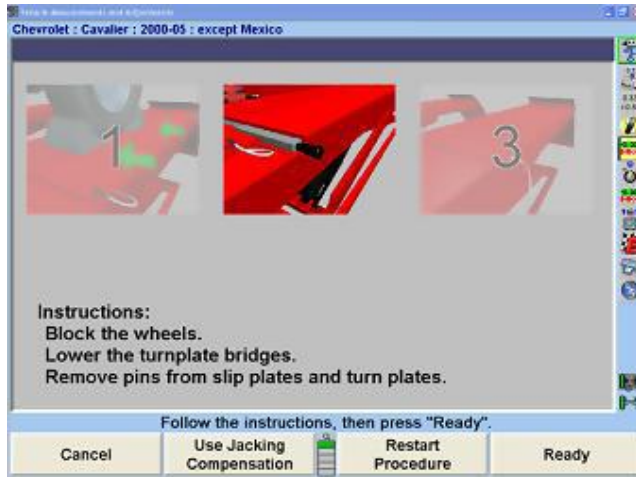 Chevrolet : Cavalier : 2000-05 : except Mexico
1
3
Instructions:
Block the wheels.
Lower the turnplate bridges.
Remove pins from slip plates and turn plates.
Follow the instructions, then press "Ready".
Cancel
Use Jacking
Compensation
Restart
Procedure
Ready